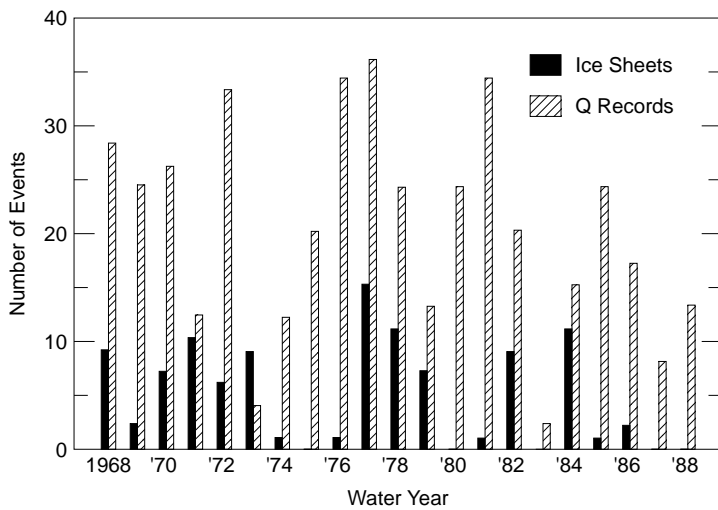 40
30
20
10
0
Number of Events
Ice Sheets
Q Records
1968 '70 '72 '74 '76 '78 '80 '82 '84 '86 '88
Water Year